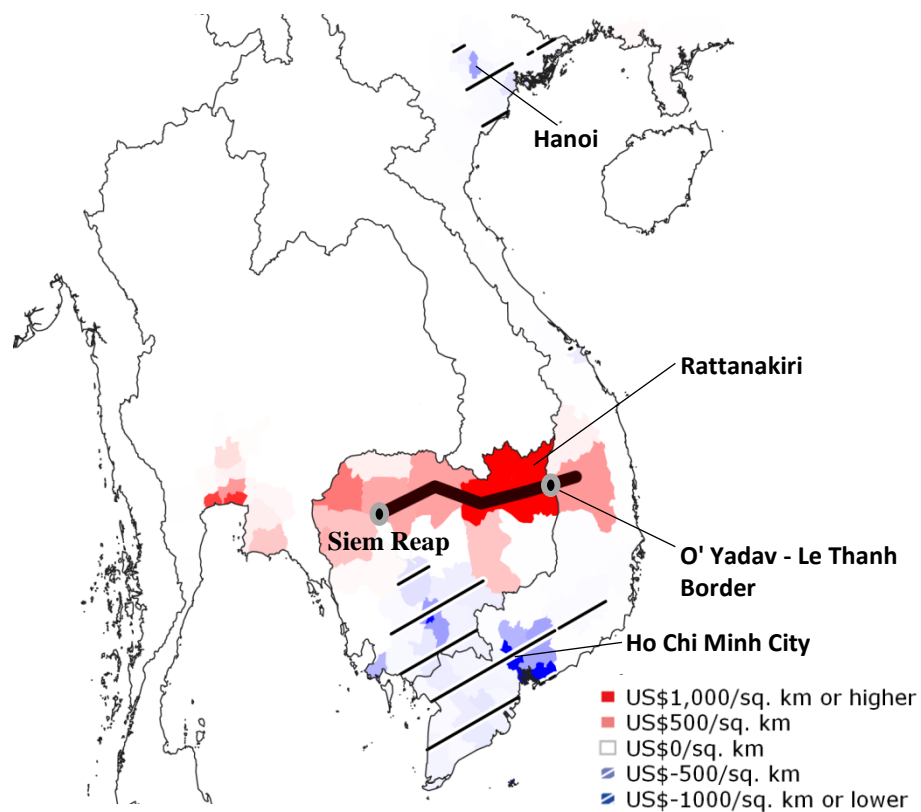 Hanoi
Rattanakiri
Siem Reap
O' Yadav - Le Thanh
Border
Ho Chi Minh City
US$1,000/sq. km or higher
US$500/sq. km
US$0/sq. km
US$-500/sq. km
US$-1000/sq. km or lower